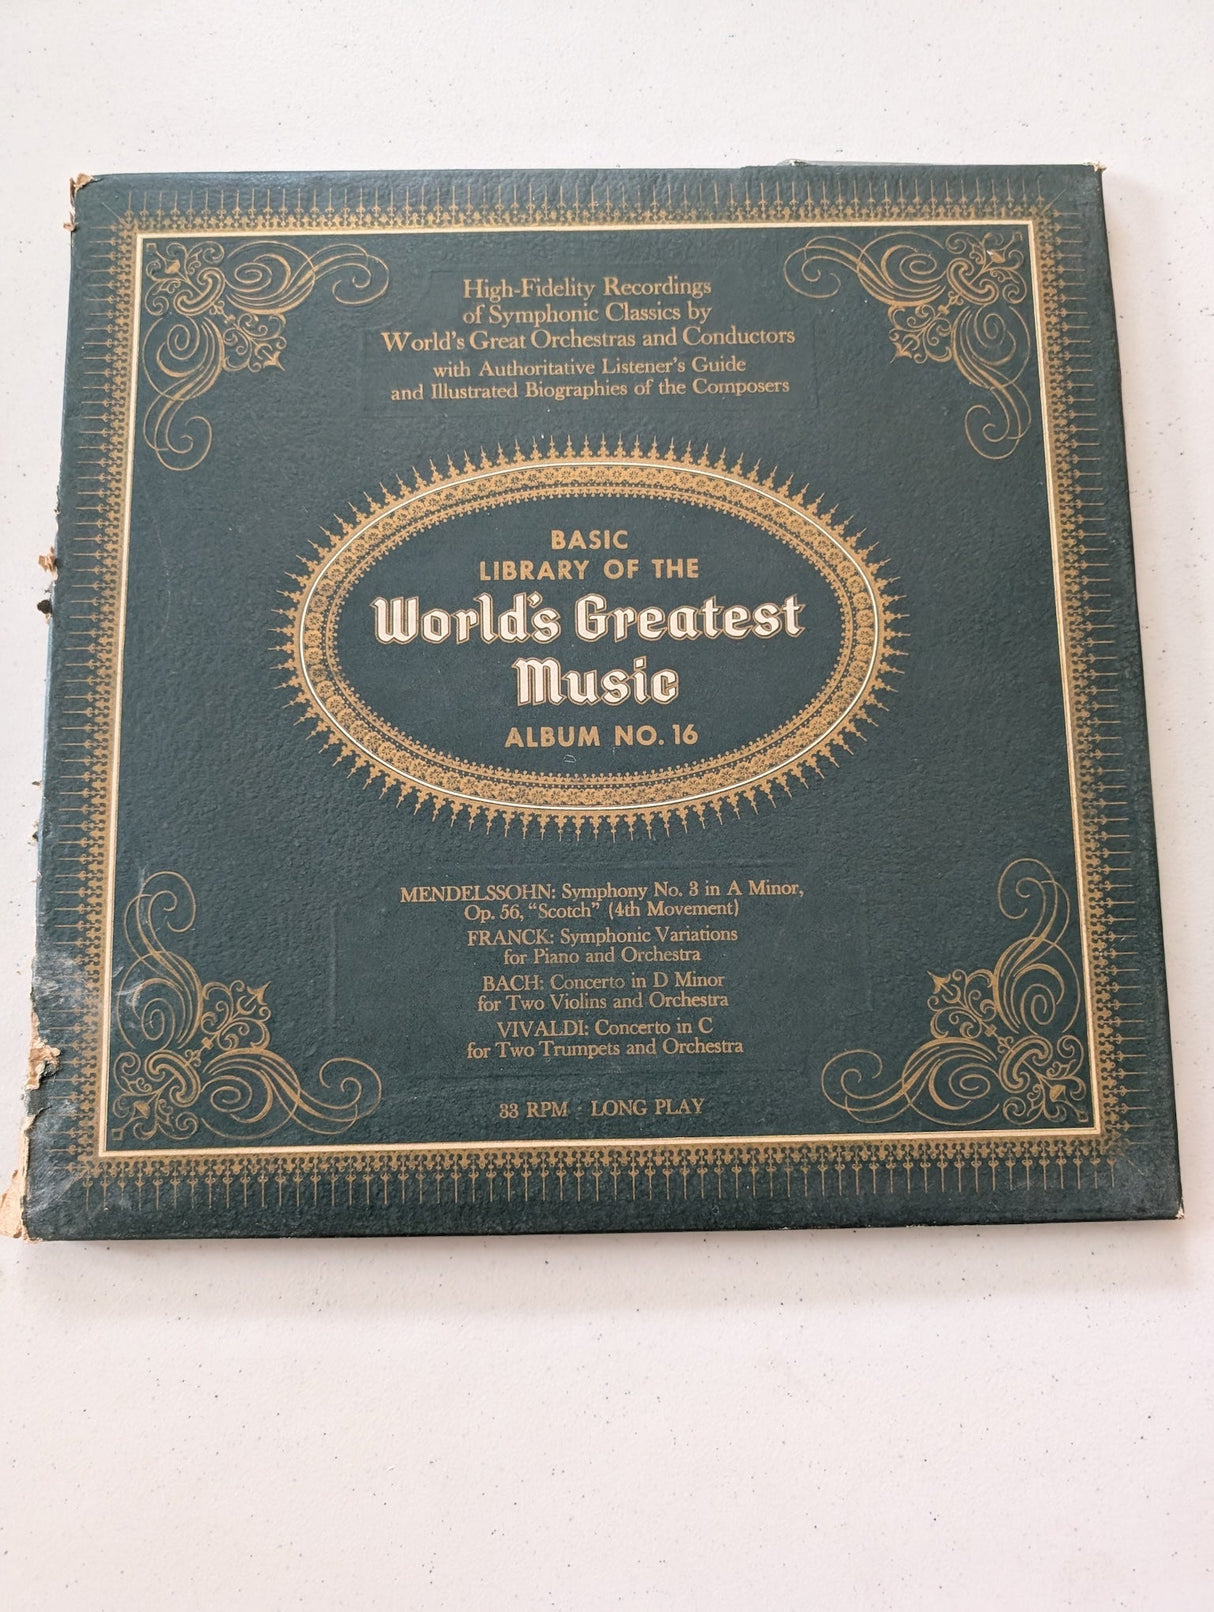 High-Fidelity Recordings
of Symphonic Classics by
World's Great Orchestras and Conductors
with Authoritative Listener's Guide
and Illustrated Biographies of the Composers
BASIC
LIBRARY OF THE
World's Greatest
Music
ALBUM NO. 16
MENDELSSOHN: Symphony No. 3 in A Minor,
Op. 56, "Scotch" (4th Movement)
FRANCK: Symphonic Variations
for Piano and Orchestra
BACH: Concerto in D Minor
for Two Violins and Orchestra
VIVALDI: Concerto in C
for Two Trumpets and Orchestra
33 RPM · LONG PLAY